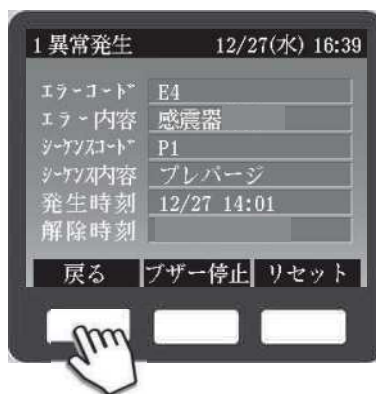 1 異常発生 12/27(水) 16:39
エラーコード E4
エラー内容 感震器
シーケンスコード P1
シーケンス内容 プレパージ
発生時刻 12/27 14:01
解除時刻
戻る ブザー停止 リセット